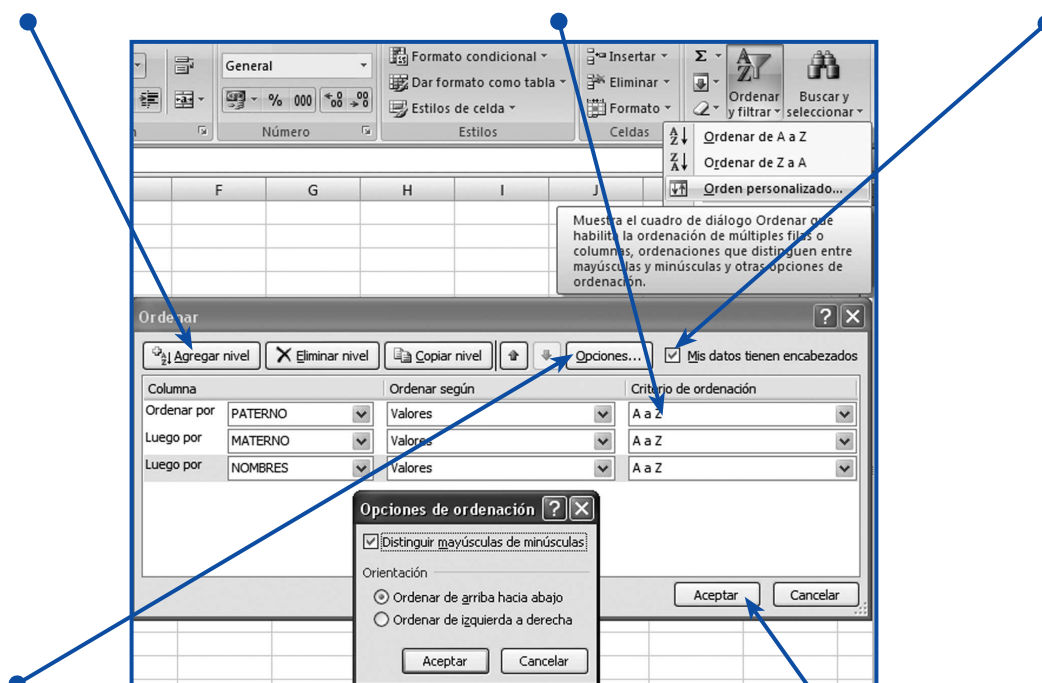 General
Formato condicional
Insertar
Σ
Dar formato como tabla
Eliminar
% 000
Estilos de celda
Formato
Ordenar y filtrar
Buscar y seleccionar
Número
Estilos
Celdas
Ordenar de A a Z
Ordenar de Z a A
Orden personalizado...
F G H I J
Muestra el cuadro de diálogo Ordenar que
habilita la ordenación de múltiples filas o
columnas, ordenaciones que distinguen entre
mayúsculas y minúsculas y otras opciones de
ordenación.
Ordenar
Agregar nivel
Eliminar nivel
Copiar nivel
Opciones...
Mis datos tienen encabezados
Columna
Ordenar según
Criterio de ordenación
Ordenar por PATERNO Valores A a Z
Luego por MATERNO Valores A a Z
Luego por NOMBRES Valores A a Z
Opciones de ordenación
Distinguir mayúsculas de minúsculas
Orientación
Ordenar de arriba hacia abajo
Ordenar de izquierda a derecha
Aceptar Cancelar
Aceptar Cancelar